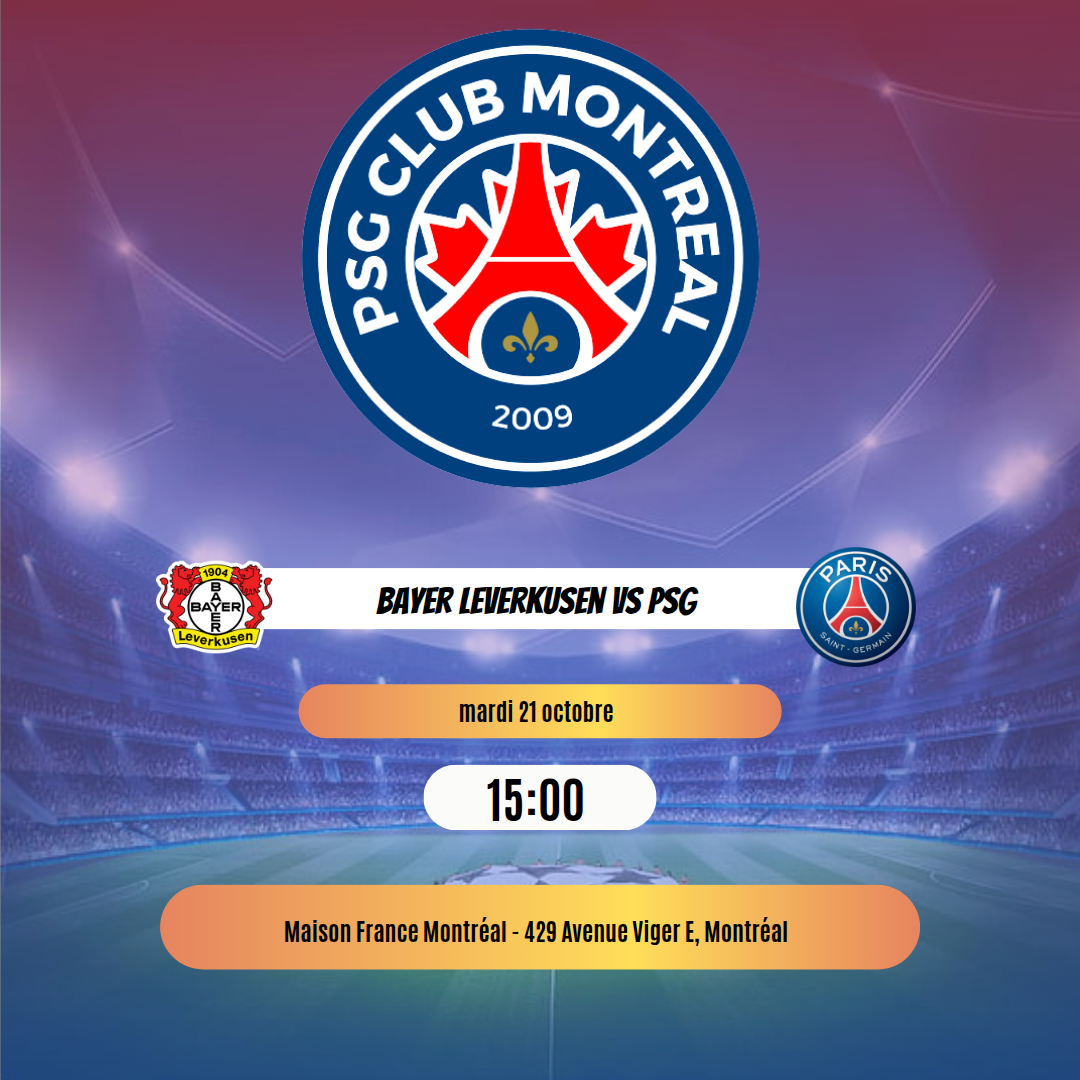 PSG CLUB MONTREAL
2009
1904
BAYER
BAYER
Leverkusen
BAYER LEVERKUSEN VS PSG
PARIS
SAINT - GERMAIN
mardi 21 octobre
15:00
Maison France Montréal - 429 Avenue Viger E, Montréal